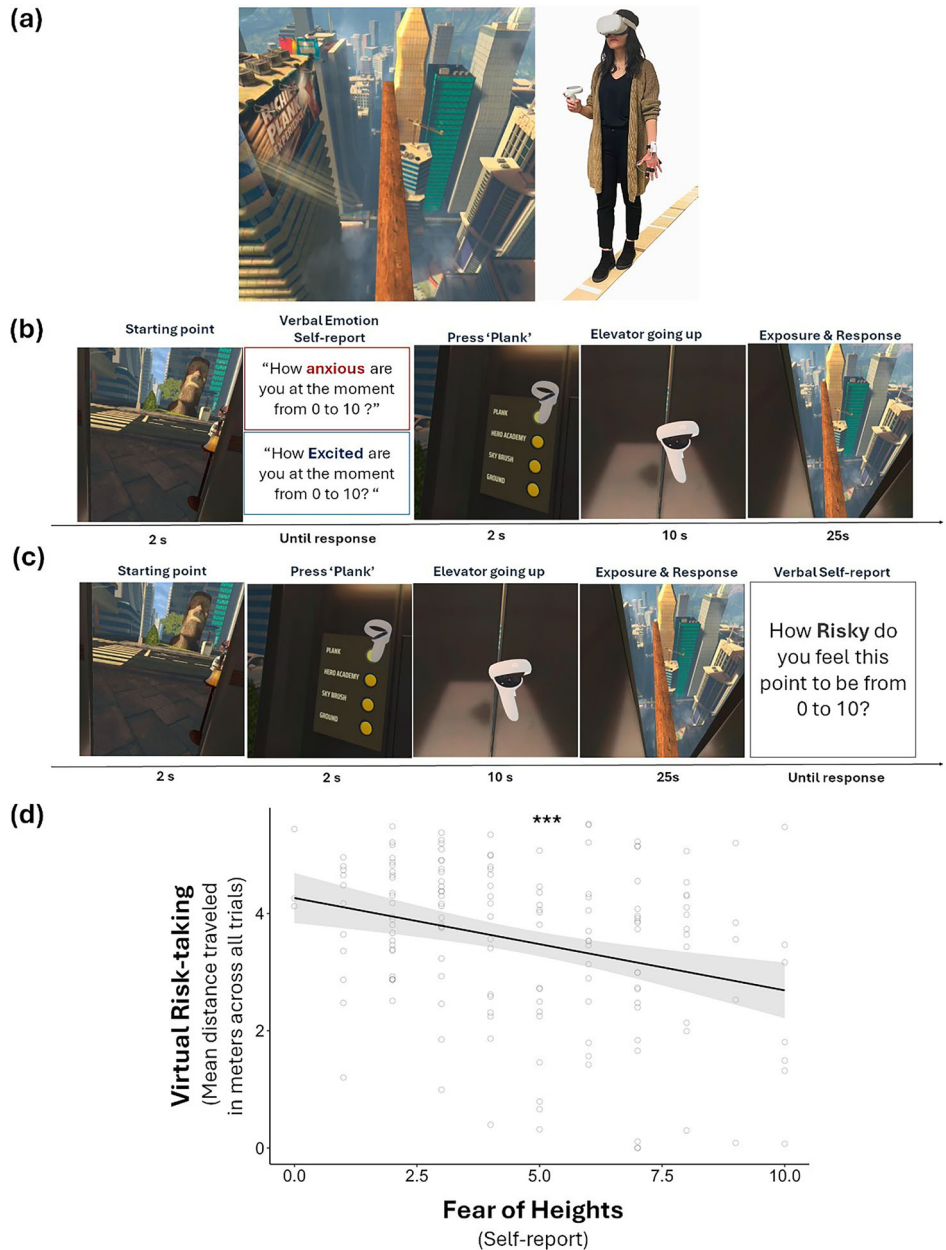 (a)
RICHIE'S
PLANK
EXPERIENCE
(b)
Starting point
Verbal Emotion
Self-report
Press ‘Plank’
Elevator going up
Exposure & Response
“How anxious are
you at the moment
from 0 to 10 ?”
“How Excited are
you at the moment
from 0 to 10? “
PLANK
HERO ACADEMY
SKY BRUSH
GROUND
2 s
Until response
2 s
10 s
25s
(c)
Starting point
Press ‘Plank’
Elevator going up
Exposure & Response
Verbal Self-report
PLANK
HERO ACADEMY
SKY BRUSH
GROUND
How Risky do
you feel this
point to be from
0 to 10?
2 s
2 s
10 s
25s
Until response
(d)
***
Virtual Risk-taking
(Mean distance traveled
in meters across all trials)
4
2
0
0.0
2.5
5.0
7.5
10.0
Fear of Heights
(Self-report)